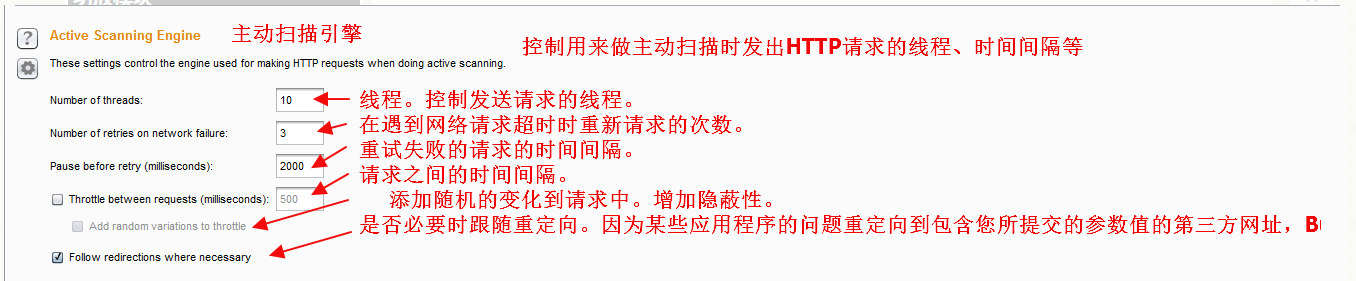 Active Scanning Engine 主动扫描引擎
控制用来做主动扫描时发出HTTP请求的线程、时间间隔等
These settings control the engine used for making HTTP requests when doing active scanning.
Number of threads: 10 线程。控制发送请求的线程。
Number of retries on network failure: 3 在遇到网络请求超时时重新请求的次数。
Pause before retry (milliseconds): 2000 重试失败的请求的时间间隔。
Throttle between requests (milliseconds): 500 请求之间的时间间隔。
Add random variations to throttle 添加随机的变化到请求中。增加隐蔽性。
Follow redirections where necessary 是否必要时跟随重定向。因为某些应用程序的问题重定向到包含您所提交的参数值的第三方网址，